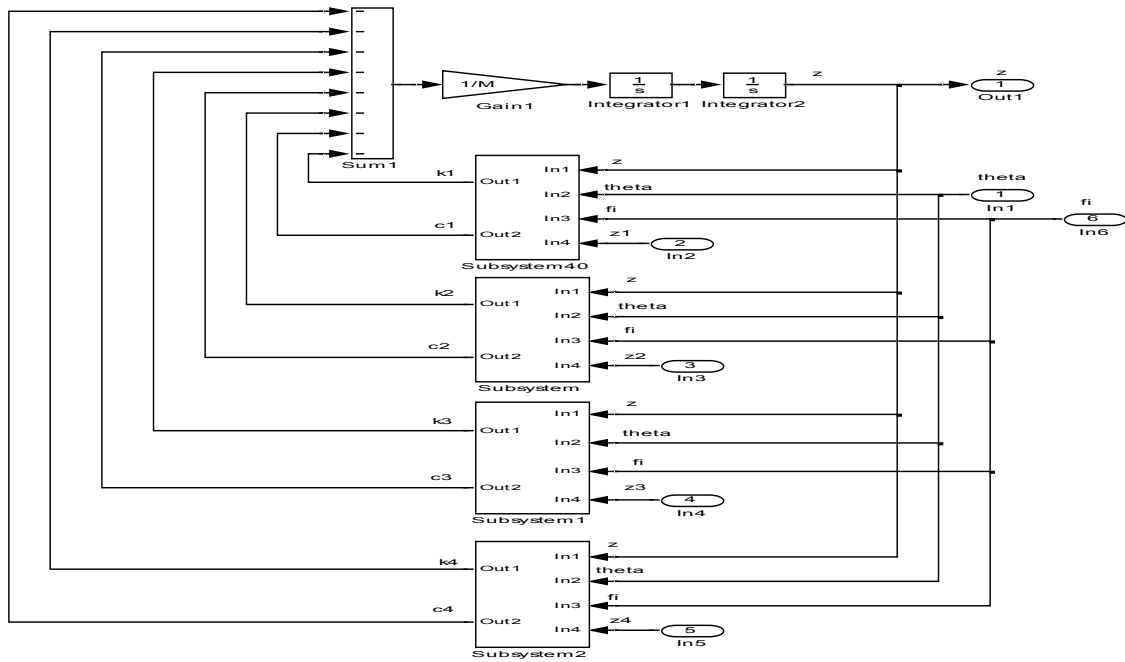 –
–
–
–
–
–
–
–
Sum1
1/M
Gain1
1
s
Integrator1
1
s
Integrator2
z
z
1
Out1
k1
Out1
c1
Out2
In1
In2
In3
In4
Subsystem40
z
theta
fi
z1
2
In2
theta
1
In1
fi
6
In6
k2
Out1
c2
Out2
In1
In2
In3
In4
Subsystem
z
theta
fi
z2
3
In3
k3
Out1
c3
Out2
In1
In2
In3
In4
Subsystem1
z
theta
fi
z3
4
In4
k4
Out1
c4
Out2
In1
In2
In3
In4
Subsystem2
z
theta
fi
z4
5
In5